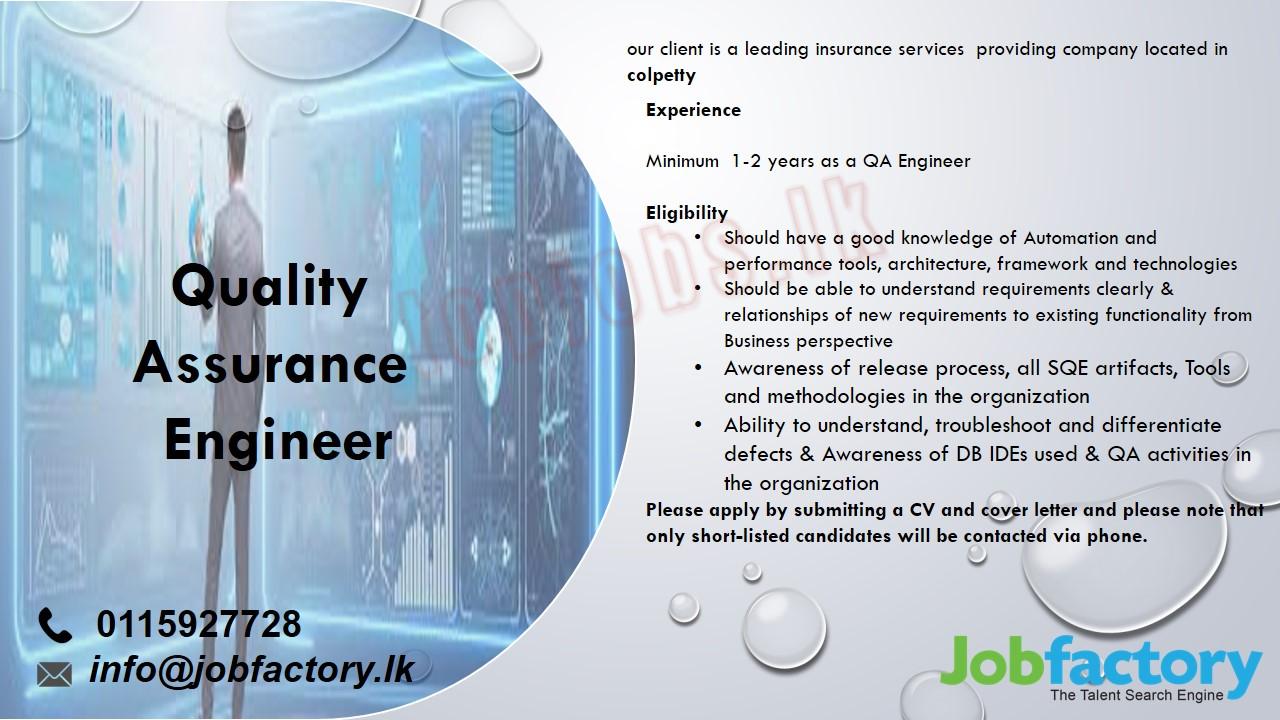 our client is a leading insurance services  providing company located in
colpetty
Experience
Minimum  1-2 years as a QA Engineer
Eligibility
• Should have a good knowledge of Automation and
performance tools, architecture, framework and technologies
• Should be able to understand requirements clearly &
relationships of new requirements to existing functionality from
Business perspective
• Awareness of release process, all SQE artifacts, Tools
and methodologies in the organization
• Ability to understand, troubleshoot and differentiate
defects & Awareness of DB IDEs used & QA activities in
the organization
Please apply by submitting a CV and cover letter and please note that
only short-listed candidates will be contacted via phone.
Quality
Assurance
Engineer
0115927728
info@jobfactory.lk
Jobfactory
The Talent Search Engine
topjobs.lk